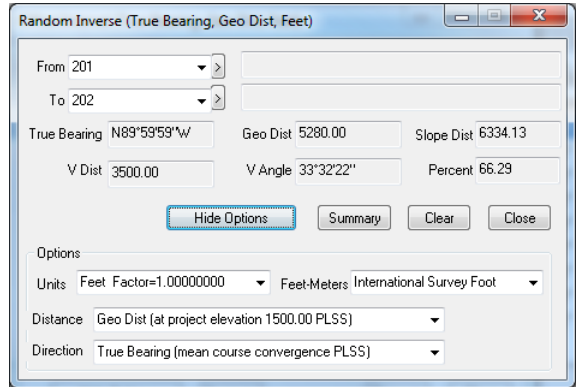 Random Inverse (True Bearing, Geo Dist, Feet)
From 201 >
To 202 >
True Bearing N89°59'59"W Geo Dist 5280.00 Slope Dist 6334.13
V Dist 3500.00 V Angle 33°32'22" Percent 66.29
Hide Options Summary Clear Close
Options
Units Feet Factor=1.00000000 Feet-Meters International Survey Foot
Distance Geo Dist (at project elevation 1500.00 PLSS)
Direction True Bearing (mean course convergence PLSS)